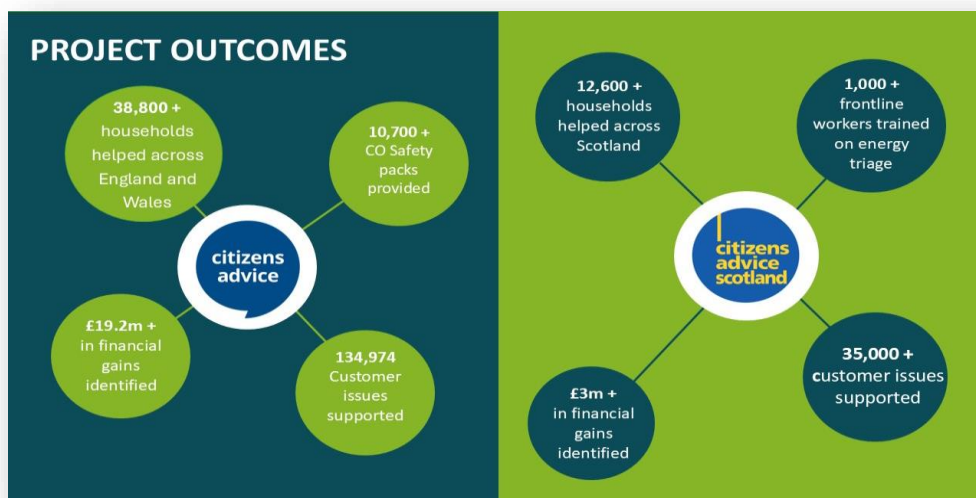 PROJECT OUTCOMES
38,800 +
households
helped across
England and
Wales
10,700 +
CO Safety
packs
provided
citizens
advice
£19.2m +
in financial
gains
identified
134,974
Customer
issues
supported
12,600 +
households
helped across
Scotland
1,000 +
frontline
workers trained
on energy
triage
citizens
advice
scotland
£3m +
in financial
gains
identified
35,000 +
customer issues
supported